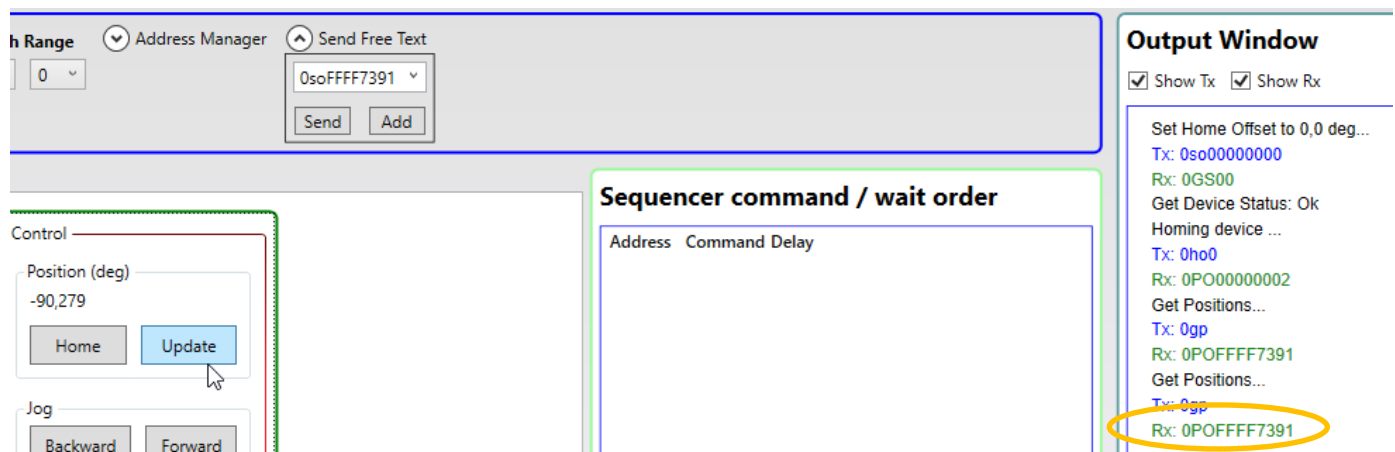 h Range
0
Address Manager
Send Free Text
0soFFFF7391
Send
Add
Control
Position (deg)
-90,279
Home
Update
Jog
Backward
Forward
Sequencer command / wait order
Address Command Delay
Output Window
Show Tx Show Rx
Set Home Offset to 0,0 deg...
Tx: 0so00000000
Rx: 0GS00
Get Device Status: Ok
Homing device ...
Tx: 0ho0
Rx: 0PO00000002
Get Positions...
Tx: 0gp
Rx: 0POFFFF7391
Get Positions...
Tx: 0gp
Rx: 0POFFFF7391